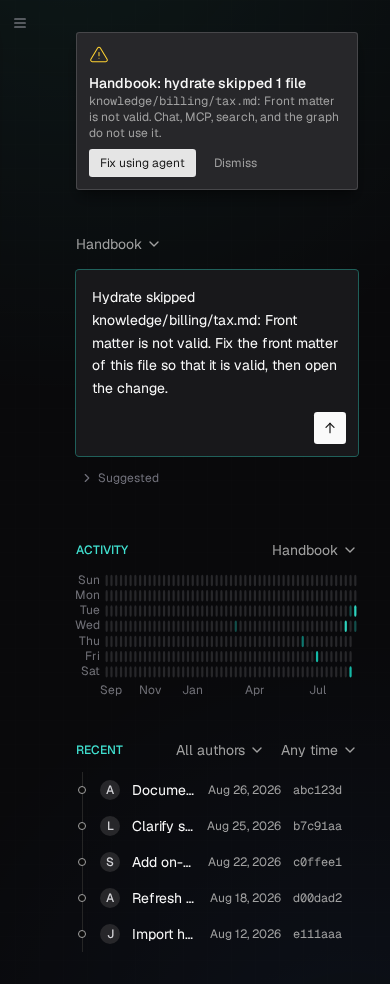 Handbook: hydrate skipped 1 file
knowledge/billing/tax.md: Front matter
is not valid. Chat, MCP, search, and the graph
do not use it.
Fix using agent Dismiss
Handbook
Hydrate skipped
knowledge/billing/tax.md: Front
matter is not valid. Fix the front matter
of this file so that it is valid, then open
the change.
Suggested
ACTIVITY Handbook
Sun
Mon
Tue
Wed
Thu
Fri
Sat
Sep Nov Jan Apr Jul
RECENT All authors Any time
A Docume... Aug 26, 2026 abc123d
L Clarify s... Aug 25, 2026 b7c91aa
S Add on-... Aug 22, 2026 c0ffee1
A Refresh ... Aug 18, 2026 d00dad2
J Import h... Aug 12, 2026 e111aaa